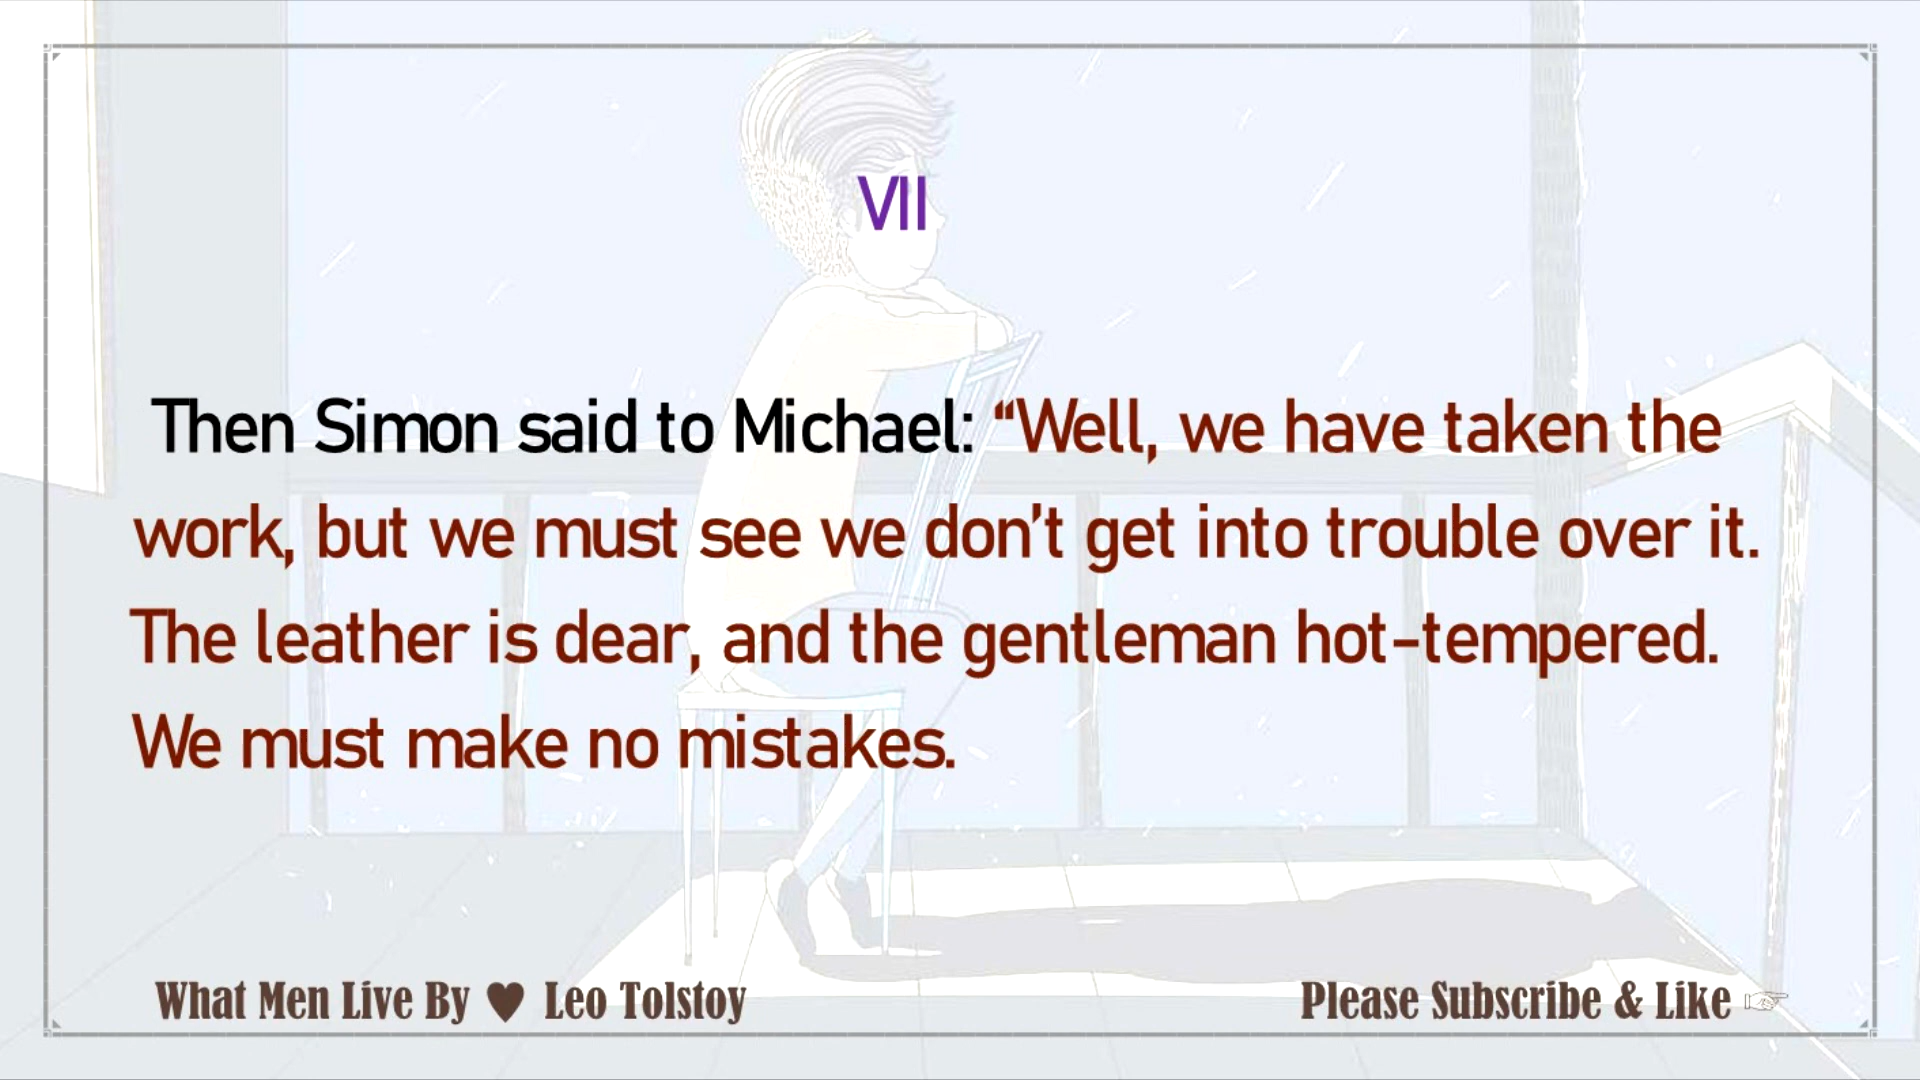 VII
Then Simon said to Michael: “Well, we have taken the
work, but we must see we don’t get into trouble over it.
The leather is dear, and the gentleman hot-tempered.
We must make no mistakes.
What Men Live By ♥ Leo Tolstoy
Please Subscribe & Like